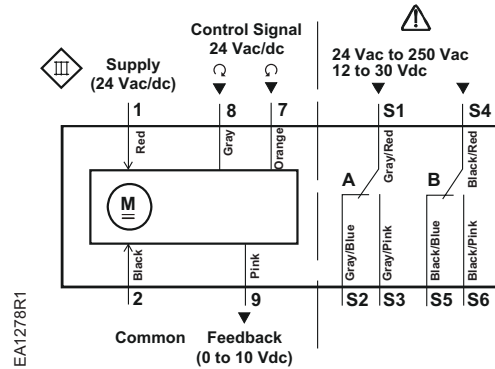 Control Signal
24 Vac/dc
Supply
(24 Vac/dc)
24 Vac to 250 Vac
12 to 30 Vdc
III
1
8
7
S1
S4
Red
Gray
Orange
Gray/Red
Black/Red
A
B
M
Black
Pink
Gray/Blue
Gray/Pink
Black/Blue
Black/Pink
2
9
S2
S3
S5
S6
Common
Feedback
(0 to 10 Vdc)
EA1278R1